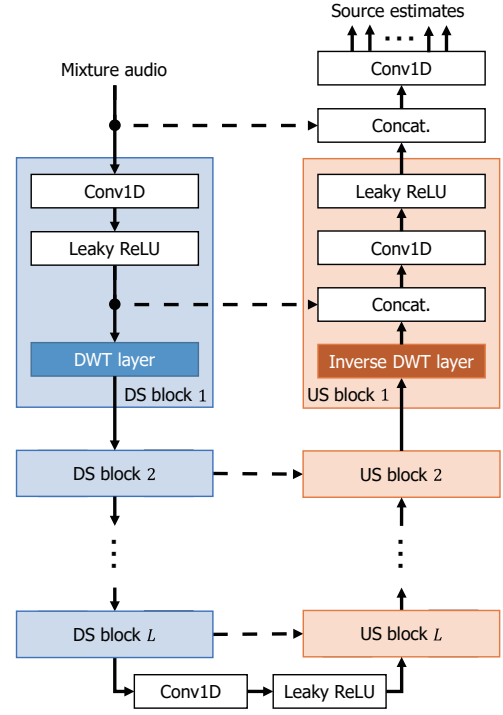 Source estimates
Conv1D
Mixture audio
Concat.
Conv1D
Leaky ReLU
Leaky ReLU
Conv1D
Concat.
DWT layer
Inverse DWT layer
DS block 1
US block 1
DS block 2
US block 2
DS block L
US block L
Conv1D
Leaky ReLU